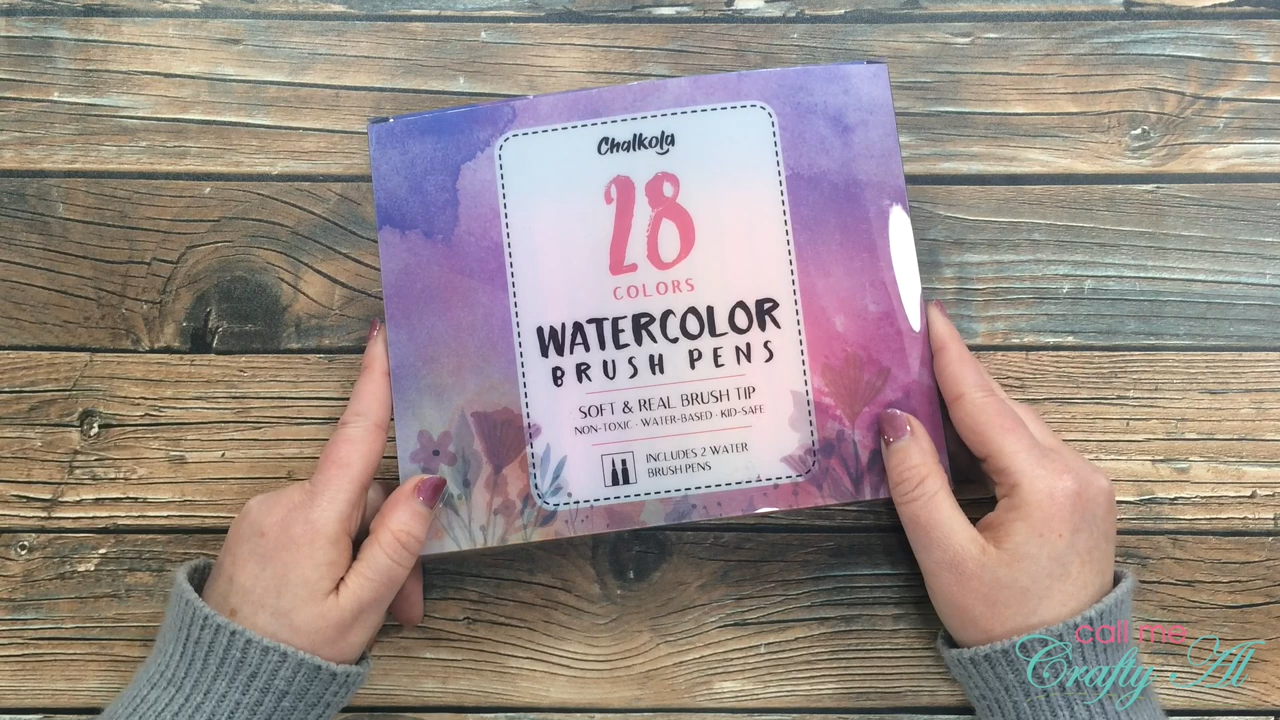 Chalkola
28
COLORS
WATERCOLOR
BRUSH PENS
SOFT & REAL BRUSH TIP
NON-TOXIC · WATER-BASED · KID-SAFE
INCLUDES 2 WATER
BRUSH PENS
call me
Crafty Al